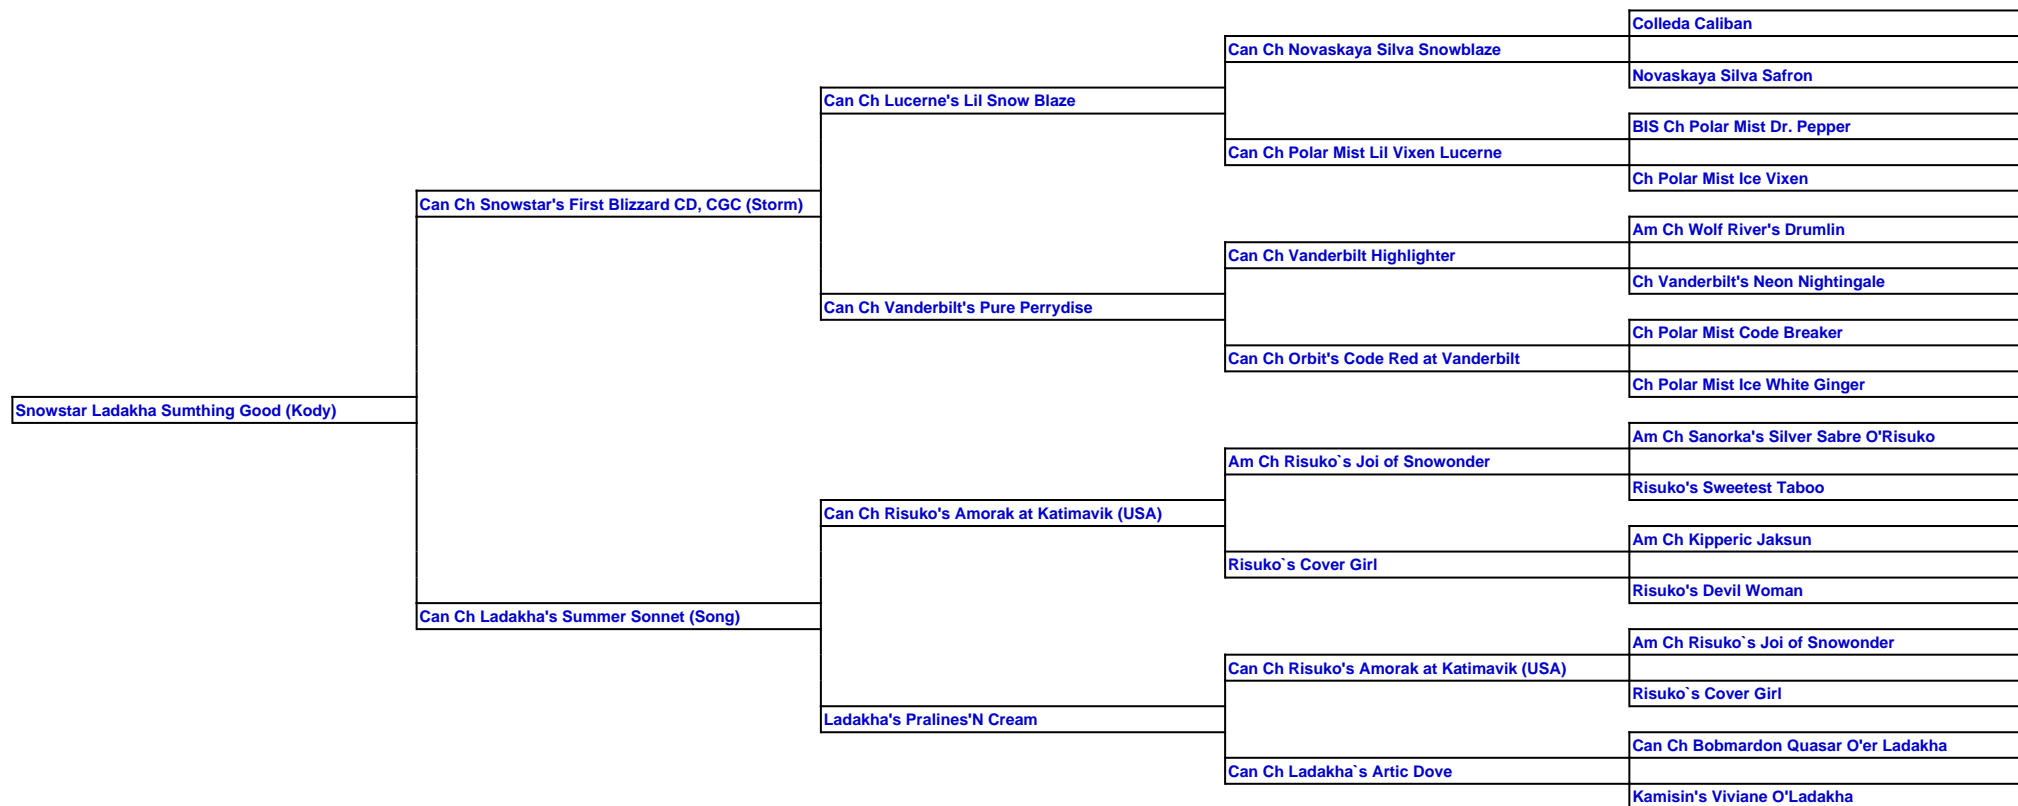 Colleda Caliban
Can Ch Novaskaya Silva Snowblaze
Novaskaya Silva Safron
Can Ch Lucerne's Lil Snow Blaze
BIS Ch Polar Mist Dr. Pepper
Can Ch Polar Mist Lil Vixen Lucerne
Ch Polar Mist Ice Vixen
Can Ch Snowstar's First Blizzard CD, CGC (Storm)
Am Ch Wolf River's Drumlin
Can Ch Vanderbilt Highlighter
Ch Vanderbilt's Neon Nightingale
Can Ch Vanderbilt's Pure Perrydise
Ch Polar Mist Code Breaker
Can Ch Orbit's Code Red at Vanderbilt
Ch Polar Mist Ice White Ginger
Snowstar Ladakha Sumthing Good (Kody)
Am Ch Sanorka's Silver Sabre O'Risuko
Am Ch Risuko`s Joi of Snowonder
Risuko's Sweetest Taboo
Can Ch Risuko's Amorak at Katimavik (USA)
Am Ch Kipperic Jaksun
Risuko`s Cover Girl
Risuko's Devil Woman
Can Ch Ladakha's Summer Sonnet (Song)
Am Ch Risuko`s Joi of Snowonder
Can Ch Risuko's Amorak at Katimavik (USA)
Risuko`s Cover Girl
Ladakha's Pralines'N Cream
Can Ch Bobmardon Quasar O'er Ladakha
Can Ch Ladakha`s Artic Dove
Kamisin's Viviane O'Ladakha